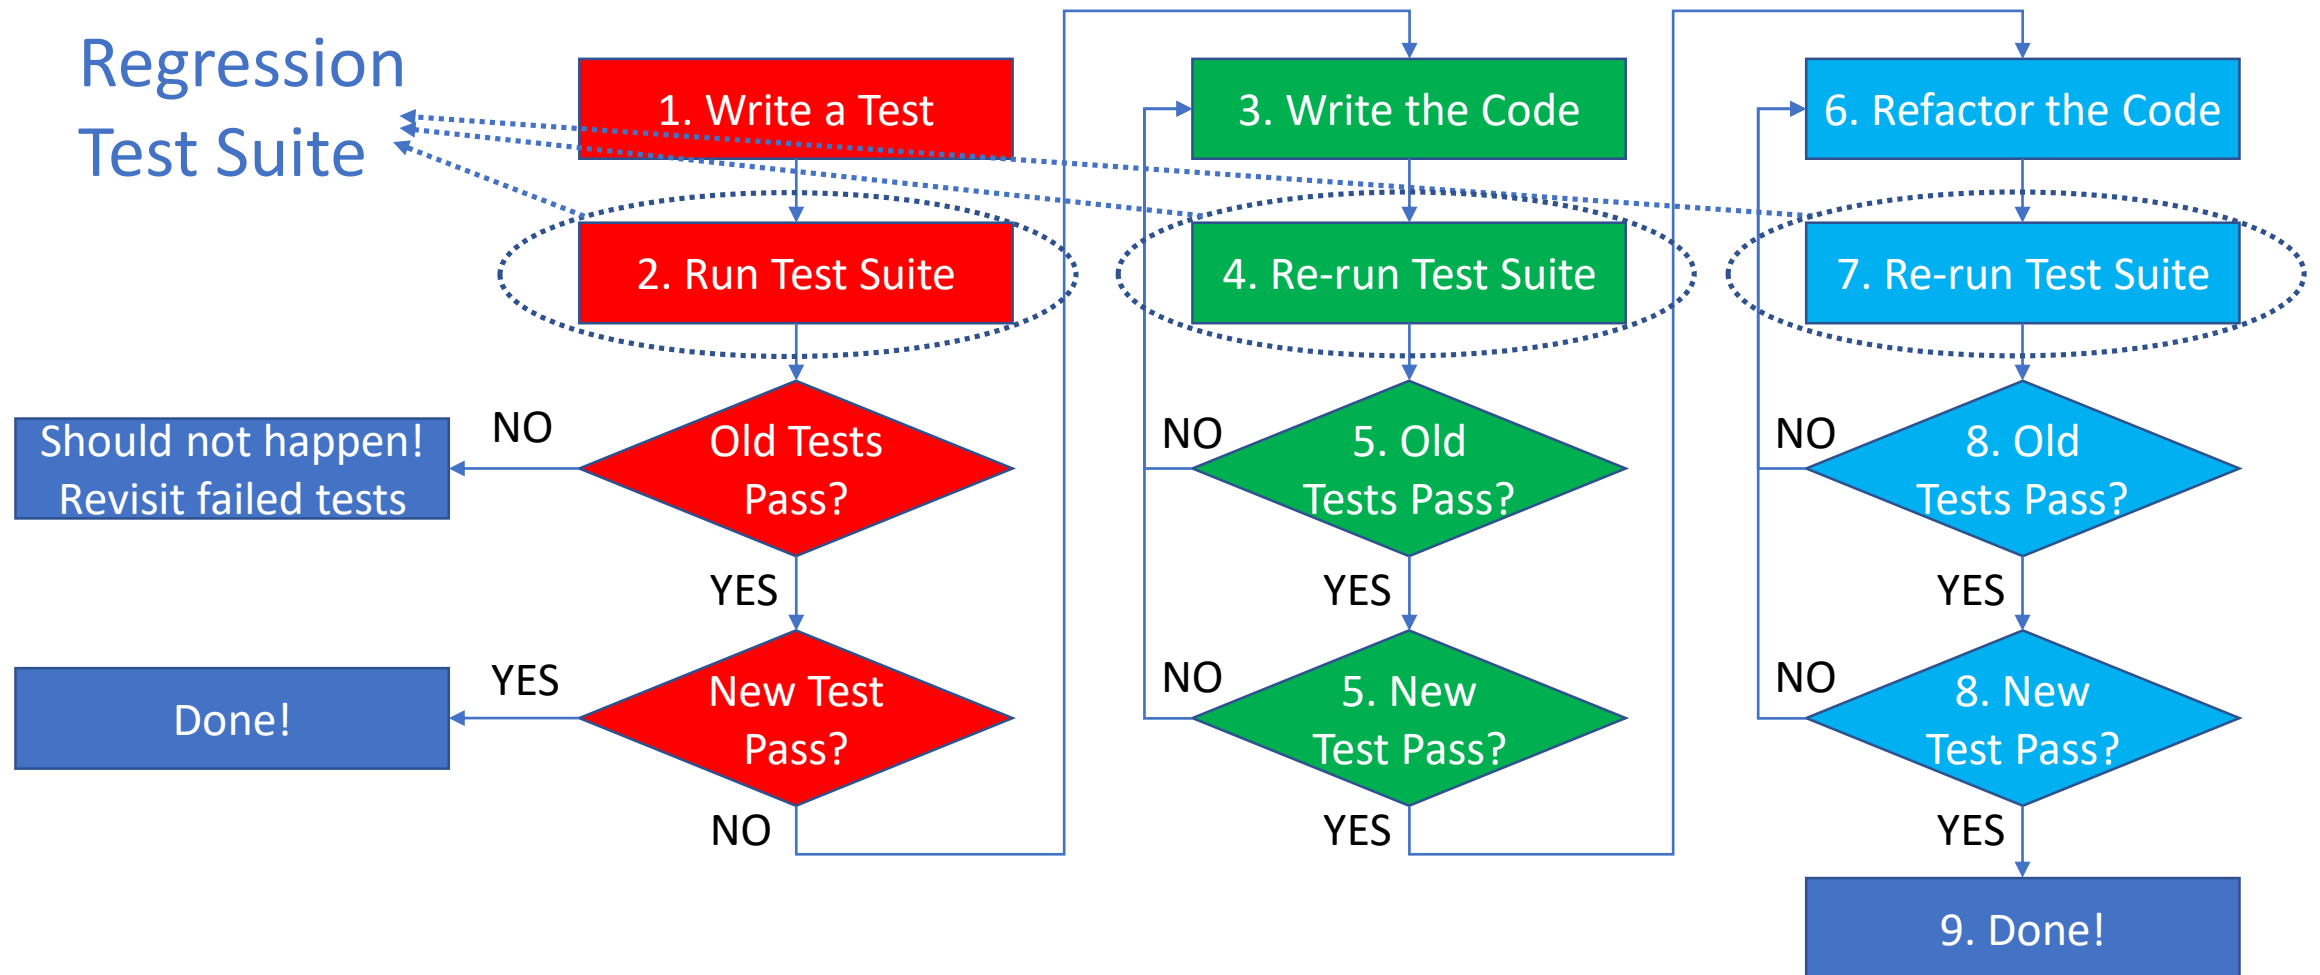 Regression
Test Suite
1. Write a Test
2. Run Test Suite
Old Tests
Pass?
NO
Should not happen!
Revisit failed tests
YES
New Test
Pass?
YES
Done!
NO
3. Write the Code
4. Re-run Test Suite
5. Old
Tests Pass?
NO
YES
5. New
Test Pass?
NO
YES
6. Refactor the Code
7. Re-run Test Suite
8. Old
Tests Pass?
NO
YES
8. New
Test Pass?
NO
YES
9. Done!